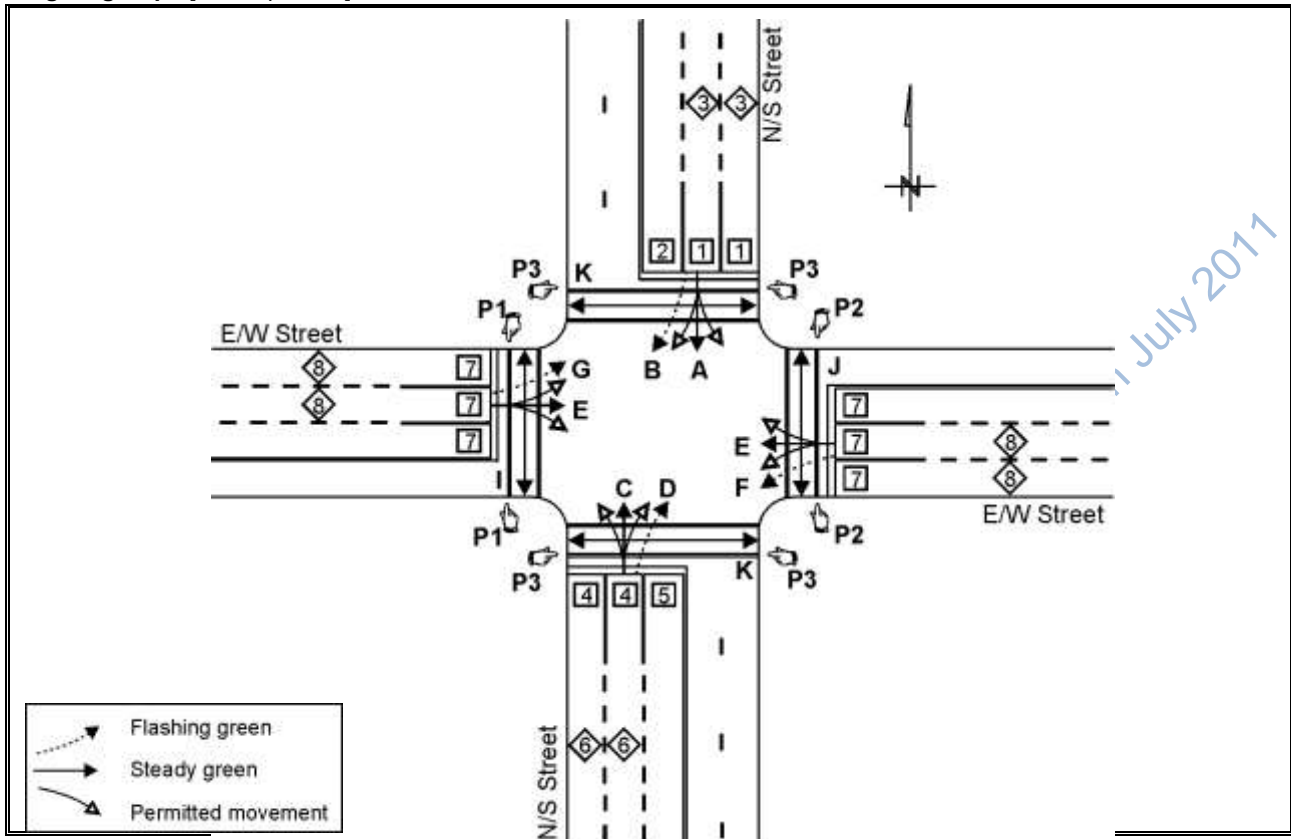 N/S Street
3 3
N
n July 2011
2 1 1
P3 K P3
P1 P2
E/W Street
8 7 G B A J
8 7 E 7
7 E 7 8
I C D F 7 8
P1 P2 E/W Street
P3 K P3
4 4 5
6 6
N/S Street
Flashing green
Steady green
Permitted movement